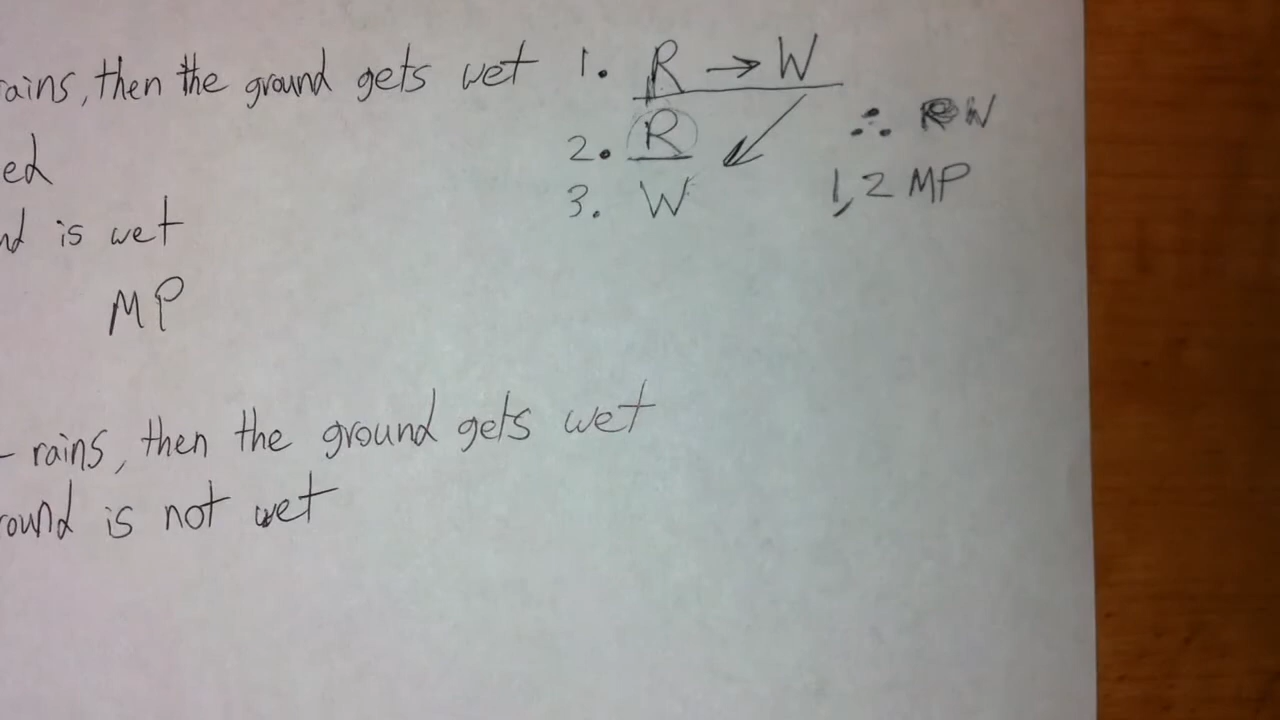 rains, then the ground gets wet 1. R → W
ed 2. R ∴ W
nd is wet 3. W 1,2 MP
MP
rains, then the ground gets wet
round is not wet